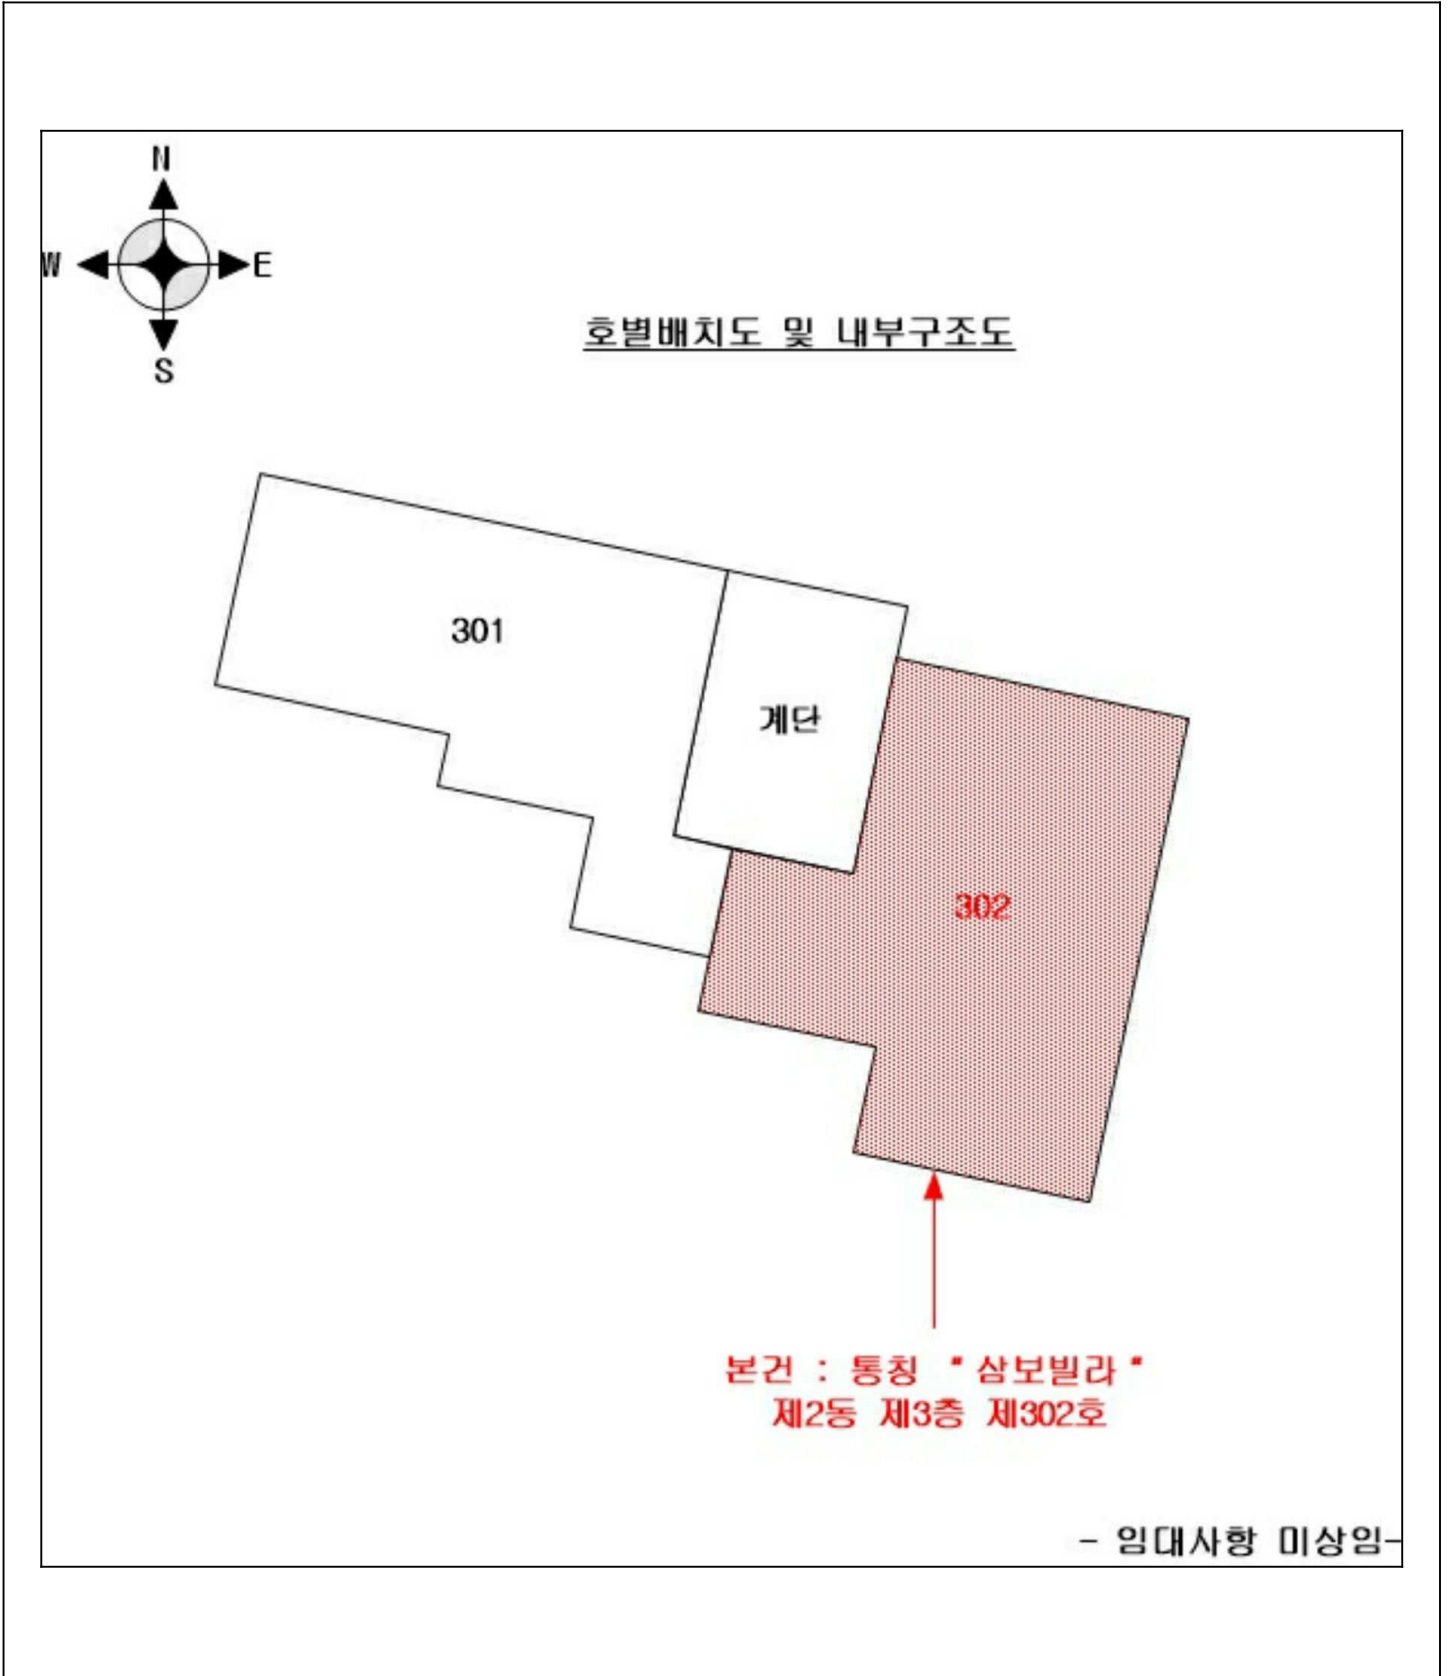 N
W E
S
호별배치도 및 내부구조도
301
계단
302
본건 : 통칭 " 삼보빌라 "
제2동 제3층 제302호
- 임대사항 미상임-